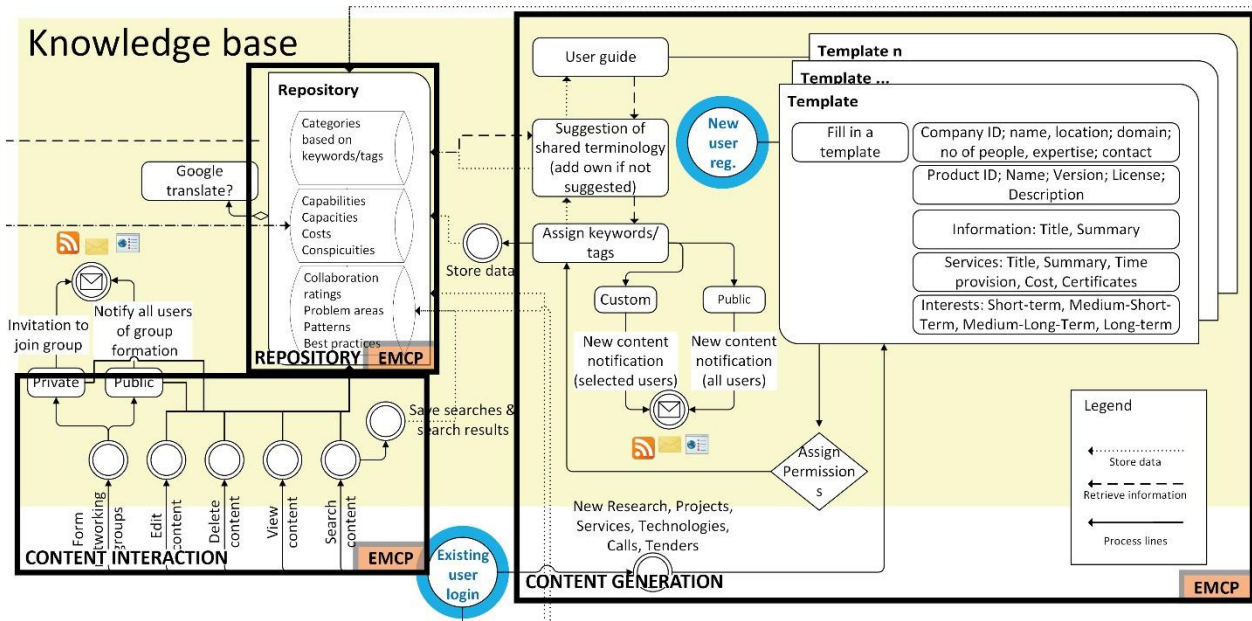 Knowledge base
Repository
Categories
based on
keywords/tags
Capabilities
Capacities
Costs
Conspicuities
Collaboration
ratings
Problem areas
Patterns
Best practices
REPOSITORY
EMCP
Google
translate?
Invitation to
join group
Notify all users
of group
formation
Private
Public
Save searches &
search results
Form
networking
groups
Edit
content
Delete
content
View
content
Search
content
CONTENT INTERACTION
EMCP
Existing
user
login
User guide
Suggestion of
shared terminology
(add own if not
suggested)
Assign keywords/
tags
Store data
Custom
Public
New content
notification
(selected users)
New content
notification
(all users)
New
user
reg.
Template n
Template ...
Template
Fill in a
template
Company ID; name, location; domain;
no of people, expertise; contact
Product ID; Name; Version; License;
Description
Information: Title, Summary
Services: Title, Summary, Time
provision, Cost, Certificates
Interests: Short-term, Medium-Short-
Term, Medium-Long-Term, Long-term
Assign
Permission
s
New Research, Projects,
Services, Technologies,
Calls, Tenders
CONTENT GENERATION
EMCP
Legend
Store data
Retrieve information
Process lines